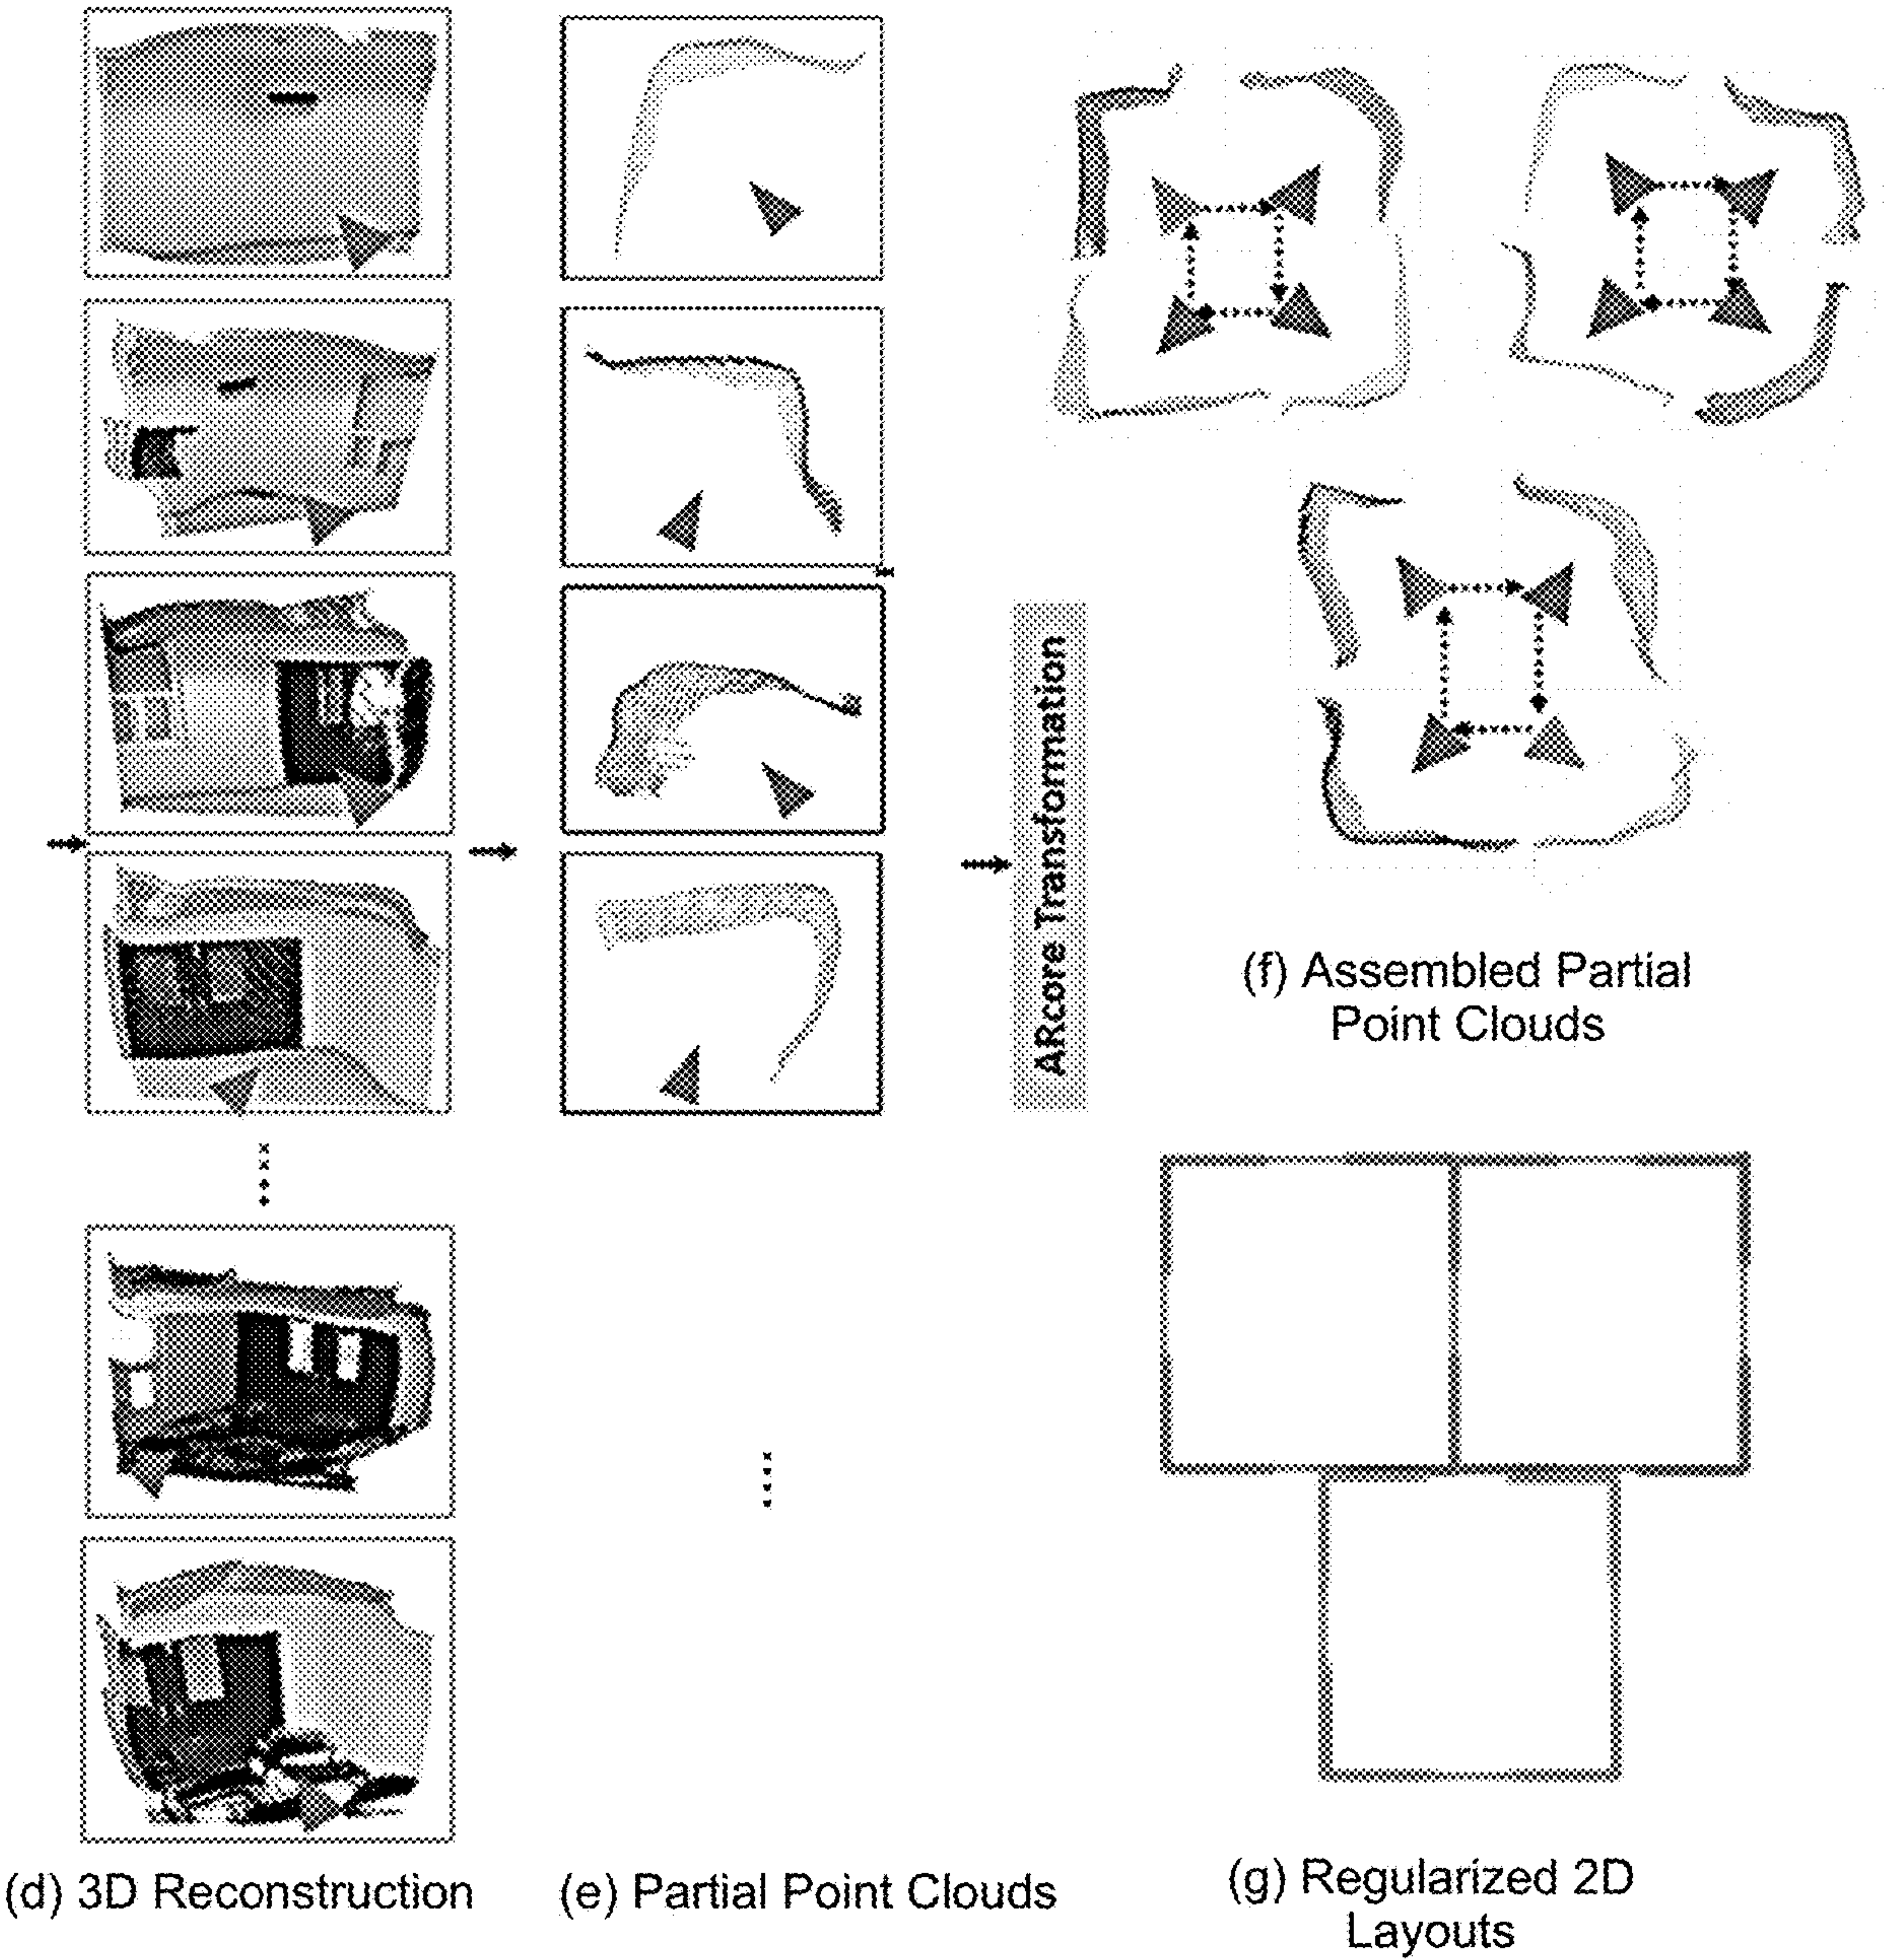 ARcore Transformation
(f) Assembled Partial
Point Clouds
(d) 3D Reconstruction
(e) Partial Point Clouds
(g) Regularized 2D
Layouts